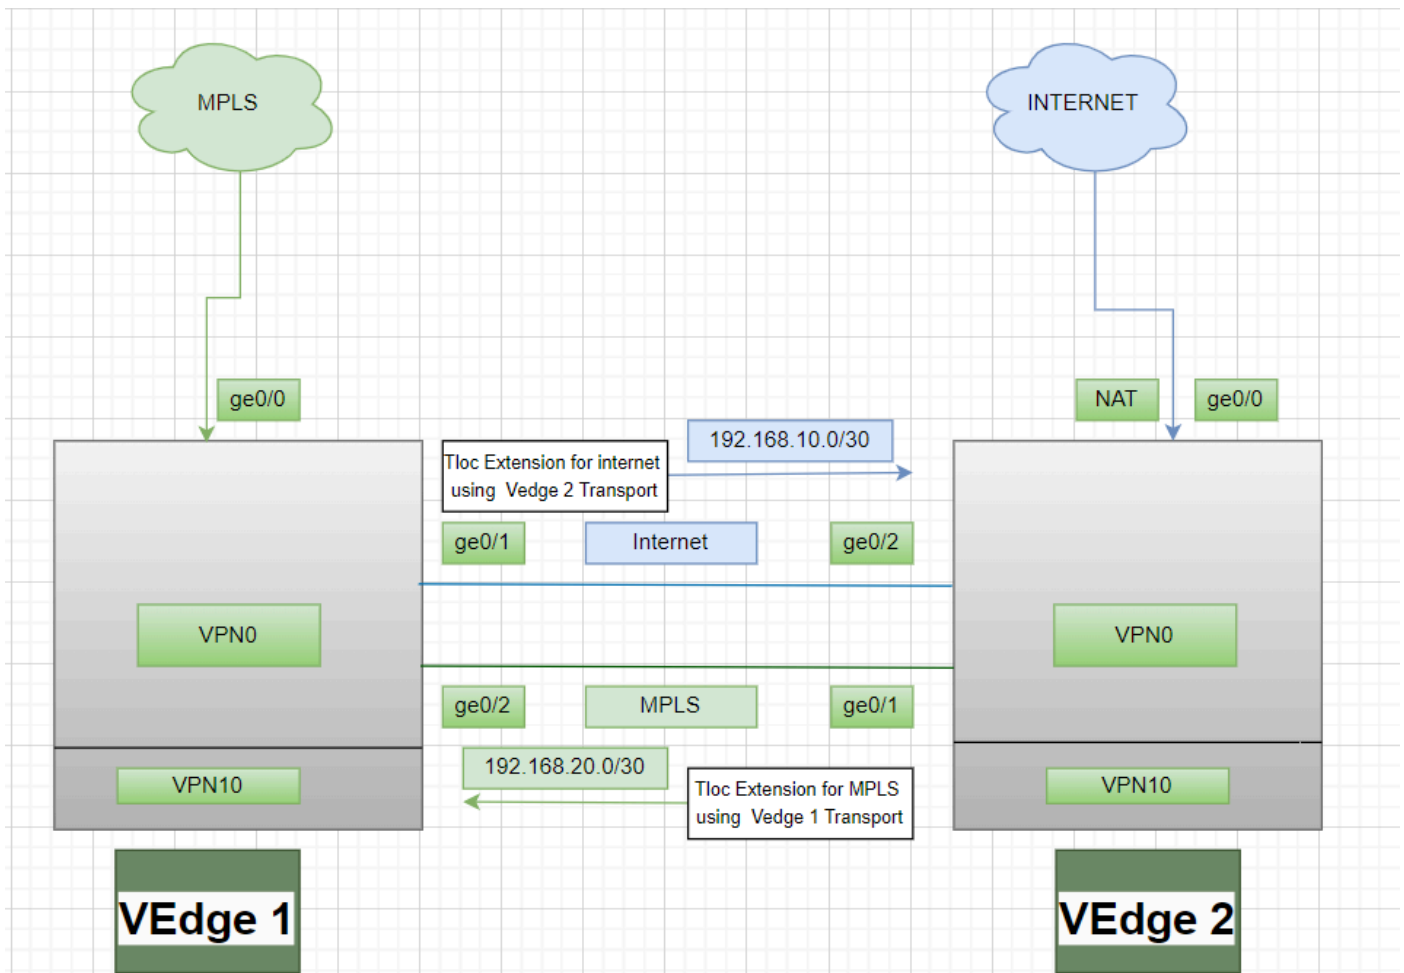 MPLS
INTERNET
ge0/0
NAT
ge0/0
192.168.10.0/30
Tloc Extension for internet
using Vedge 2 Transport
ge0/1
Internet
ge0/2
VPN0
VPN0
ge0/2
MPLS
ge0/1
192.168.20.0/30
VPN10
Tloc Extension for MPLS
using Vedge 1 Transport
VPN10
VEdge 1
VEdge 2